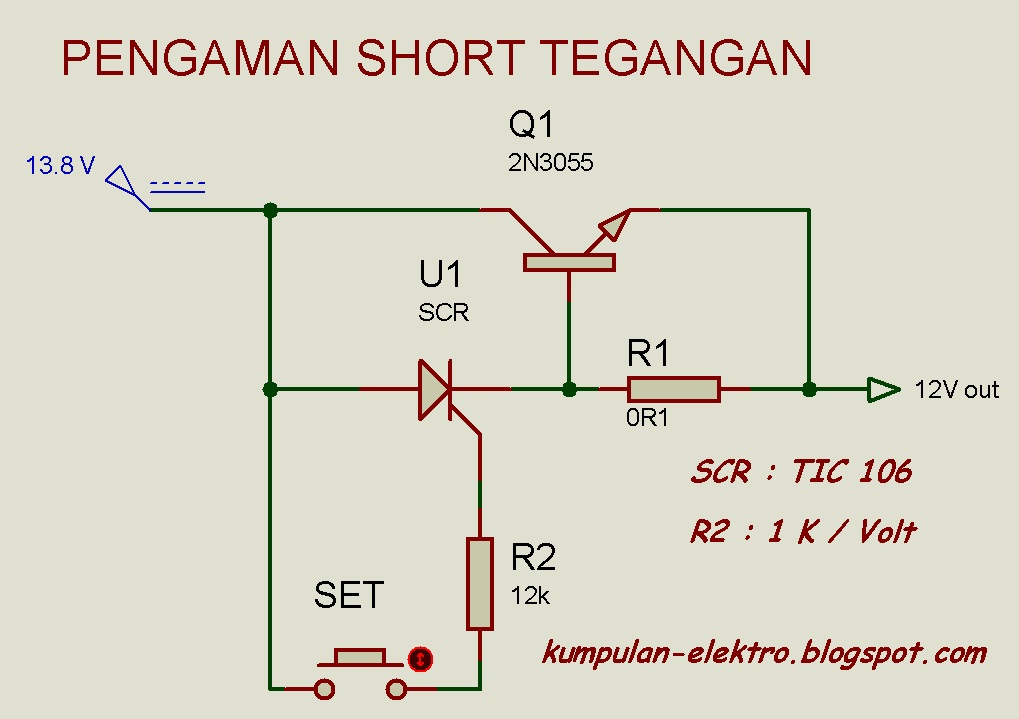 PENGAMAN SHORT TEGANGAN
Q1
2N3055
13.8 V
U1
SCR
R1
0R1
12V out
SCR : TIC 106
R2 : 1 K / Volt
R2
12k
SET
kumpulan-elektro.blogspot.com